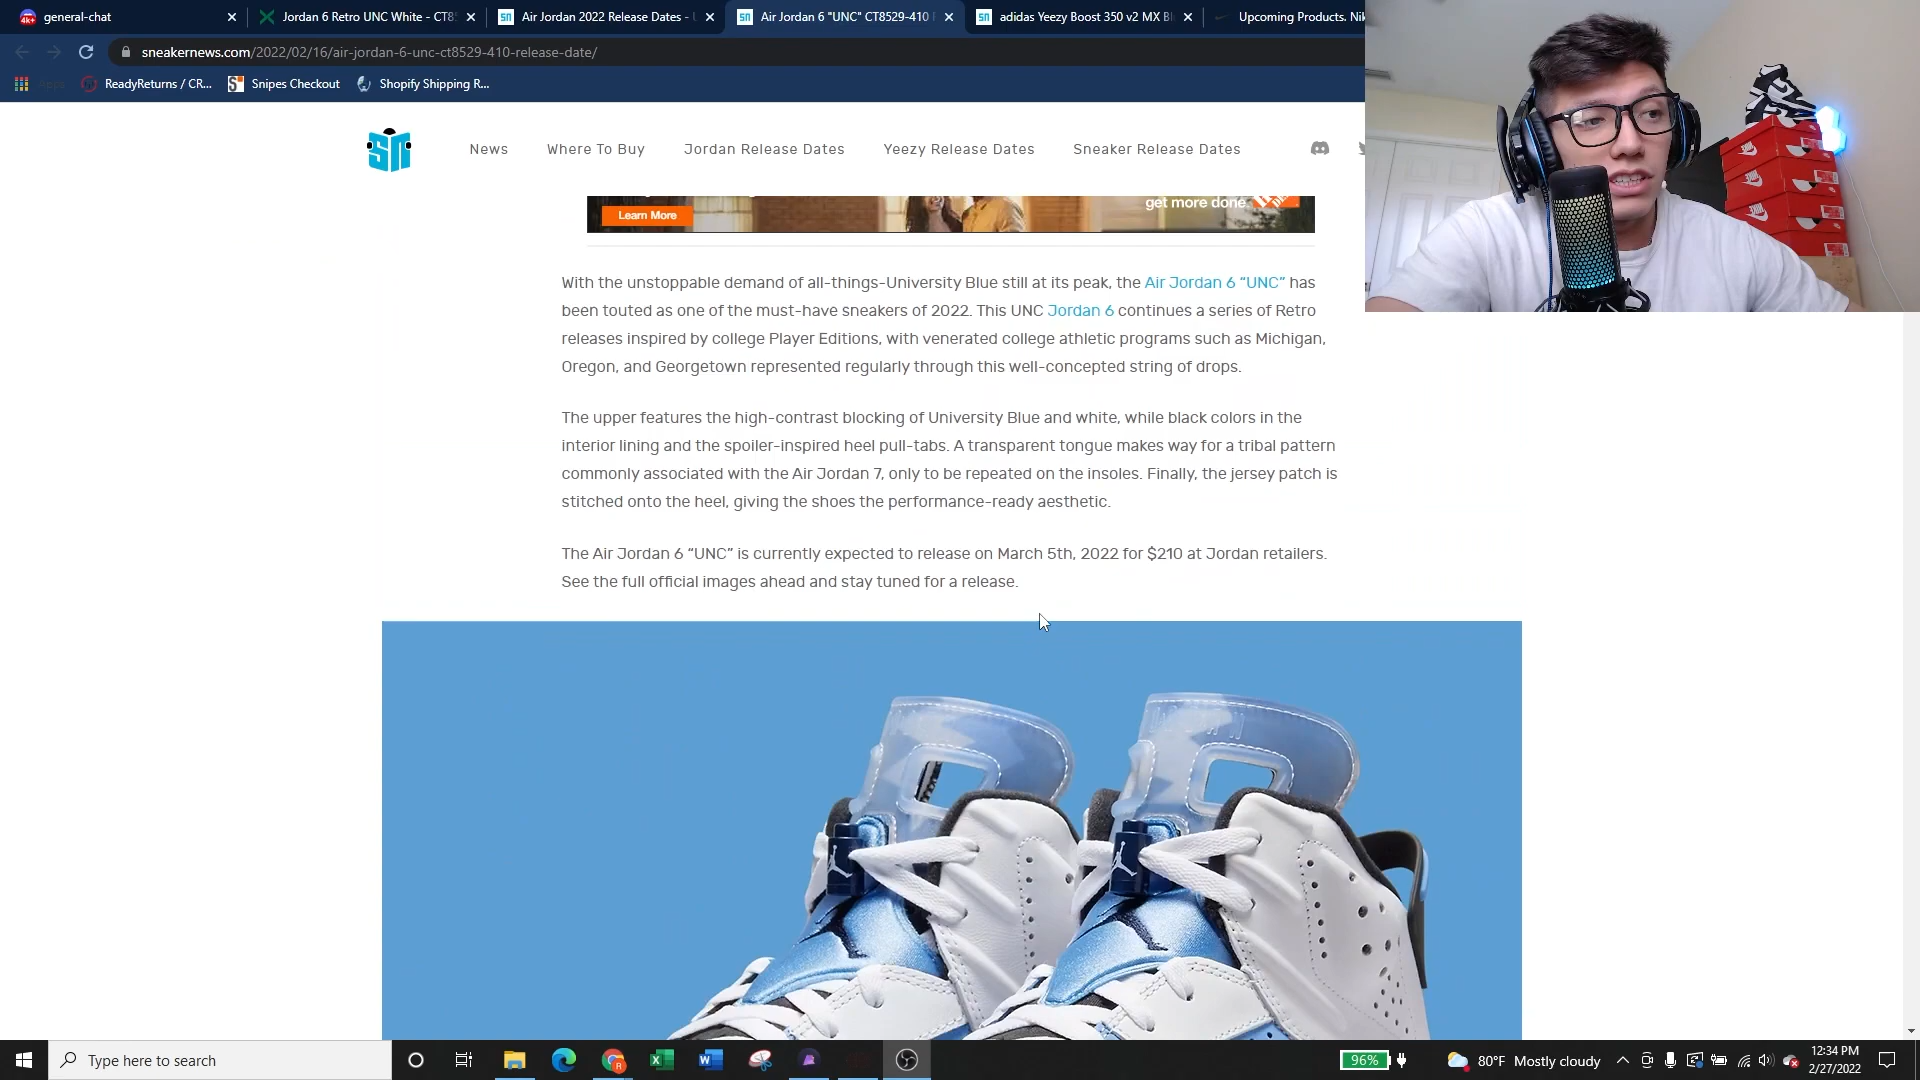 general-chat
Jordan 6 Retro UNC White - CT85
Air Jordan 2022 Release Dates -
Air Jordan 6 "UNC" CT8529-410
adidas Yeezy Boost 350 v2 MX Bl
Upcoming Products. Nik
sneakernews.com/2022/02/16/air-jordan-6-unc-ct8529-410-release-date/
Apps
ReadyReturns / CR...
Snipes Checkout
Shopify Shipping R...
sn
News
Where To Buy
Jordan Release Dates
Yeezy Release Dates
Sneaker Release Dates
Learn More
get more done.
With the unstoppable demand of all-things-University Blue still at its peak, the Air Jordan 6 “UNC” has
been touted as one of the must-have sneakers of 2022. This UNC Jordan 6 continues a series of Retro
releases inspired by college Player Editions, with venerated college athletic programs such as Michigan,
Oregon, and Georgetown represented regularly through this well-concepted string of drops.
The upper features the high-contrast blocking of University Blue and white, while black colors in the
interior lining and the spoiler-inspired heel pull-tabs. A transparent tongue makes way for a tribal pattern
commonly associated with the Air Jordan 7, only to be repeated on the insoles. Finally, the jersey patch is
stitched onto the heel, giving the shoes the performance-ready aesthetic.
The Air Jordan 6 “UNC” is currently expected to release on March 5th, 2022 for $210 at Jordan retailers.
See the full official images ahead and stay tuned for a release.
Type here to search
96%
80°F Mostly cloudy
12:34 PM
2/27/2022